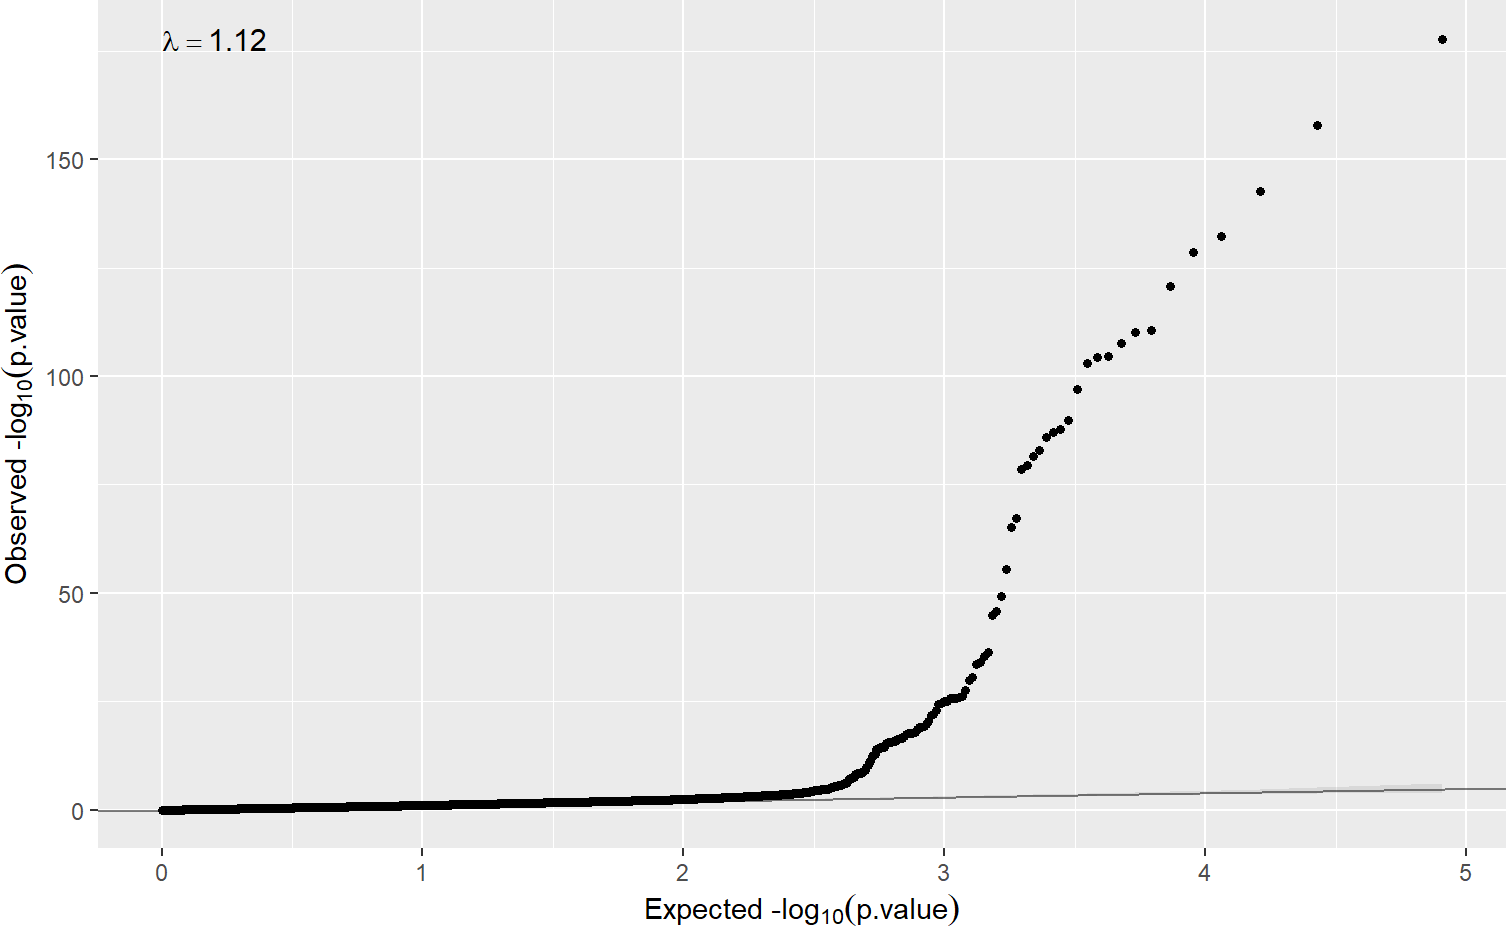 λ = 1.12
Observed -log₁₀(p.value)
150
100
50
0
0 1 2 3 4 5
Expected -log₁₀(p.value)